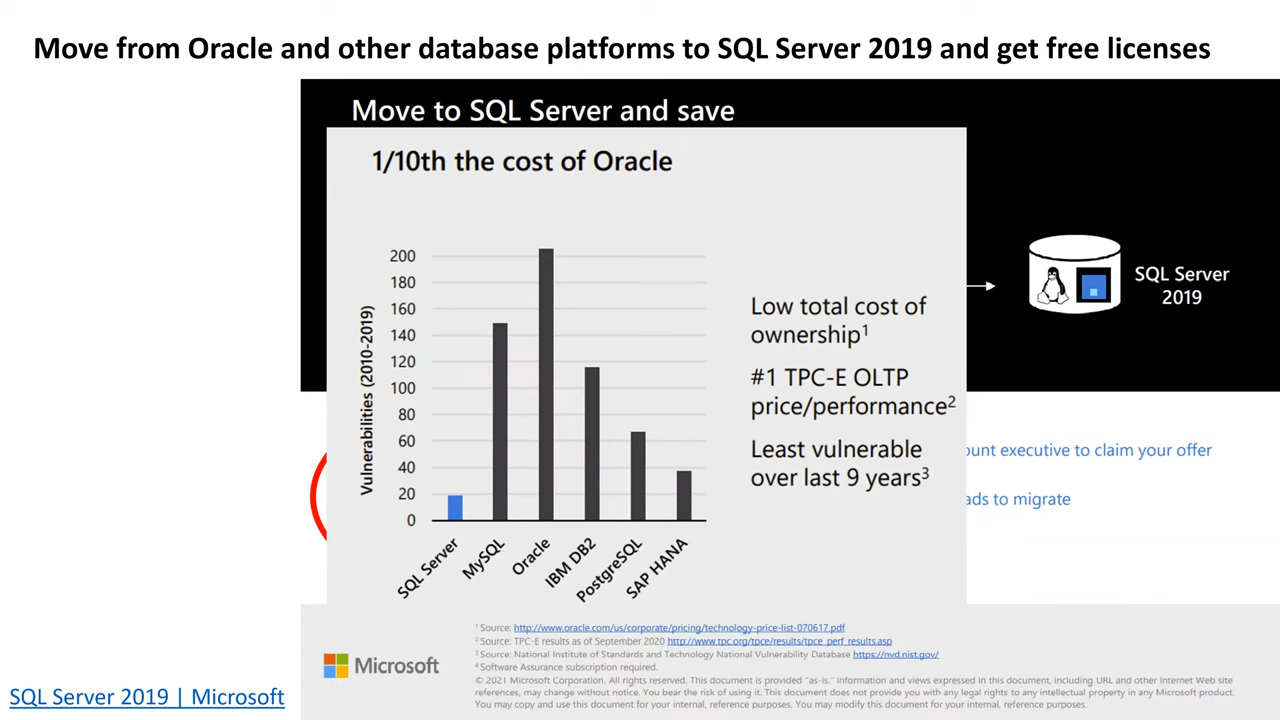 Move from Oracle and other database platforms to SQL Server 2019 and get free licenses
Move to SQL Server and save
1/10th the cost of Oracle
Vulnerabilities (2010-2019)
200
180
160
140
120
100
80
60
40
20
0
SQL Server
MySQL
Oracle
IBM DB2
PostgreSQL
SAP HANA
Low total cost of
ownership¹
#1 TPC-E OLTP
price/performance²
Least vulnerable
over last 9 years³
SQL Server
2019
executive to claim your offer
to migrate
¹ Source: http://www.oracle.com/us/corporate/pricing/technology-price-list-070617.pdf
² Source: TPC-E results as of September 2020 http://www.tpc.org/tpce/results/tpce_perf_results.asp
³ Source: National Institute of Standards and Technology National Vulnerability Database https://nvd.nist.gov/
⁴ Software Assurance subscription required.
© 2021 Microsoft Corporation. All rights reserved. This document is provided "as-is." Information and views expressed in this document, including URL and other Internet Web site
references, may change without notice. You bear the risk of using it. This document does not provide you with any legal rights to any intellectual property in any Microsoft product.
You may copy and use this document for your internal, reference purposes. You may modify this document for your internal, reference purposes.
Microsoft
SQL Server 2019 | Microsoft